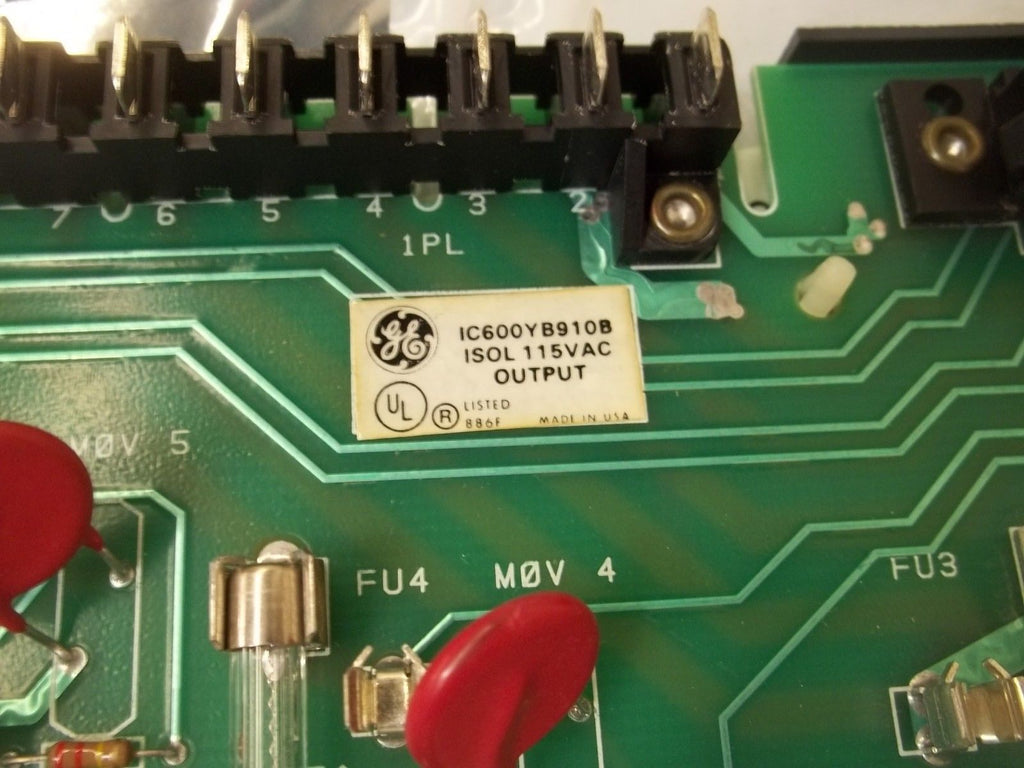 7 6 5 4 3 2
1PL
GE
IC600YB910B
ISOL 115VAC
OUTPUT
UL ® LISTED
886F MADE IN USA
MØV 5
FU4 MØV 4
FU3